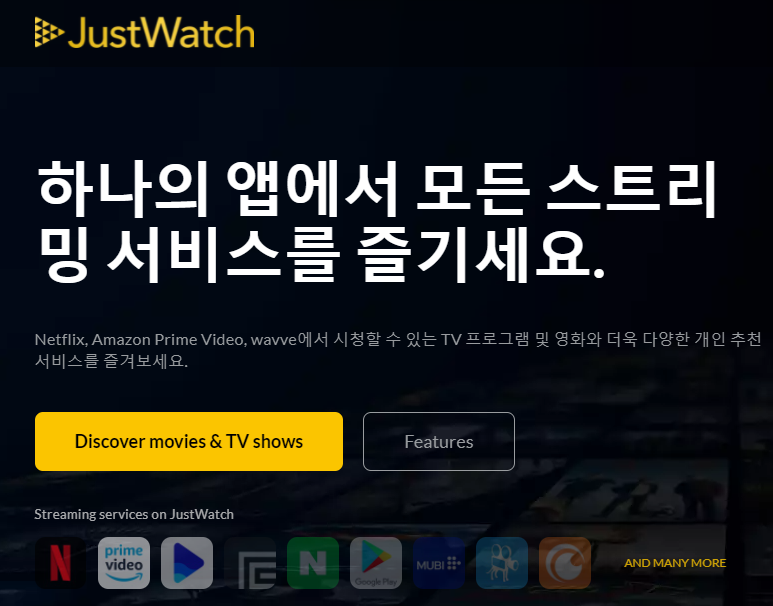 JustWatch
하나의 앱에서 모든 스트리
밍 서비스를 즐기세요.
Netflix, Amazon Prime Video, wavve에서 시청할 수 있는 TV 프로그램 및 영화와 더욱 다양한 개인 추천
서비스를 즐겨보세요.
Discover movies & TV shows
Features
Streaming services on JustWatch
N
prime video
N
Google Play
MUBI
AND MANY MORE